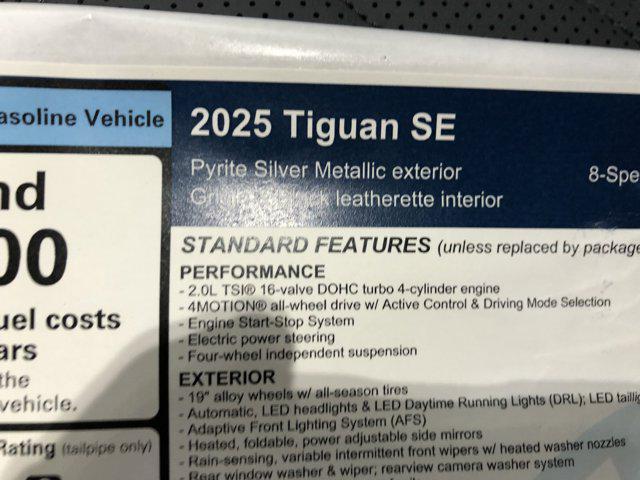 asoline Vehicle
nd
00
uel costs
ars
the
vehicle.
Rating (tailpipe only)
2025 Tiguan SE
Pyrite Silver Metallic exterior
8-Spe
leatherette interior
STANDARD FEATURES (unless replaced by package
PERFORMANCE
- 2.0L TSI® 16-valve DOHC turbo 4-cylinder engine
- 4MOTION® all-wheel drive w/ Active Control & Driving Mode Selection
- Engine Start-Stop System
- Electric power steering
- Four-wheel independent suspension
EXTERIOR
- 19" alloy wheels w/ all-season tires
- Automatic, LED headlights & LED Daytime Running Lights (DRL); LED taillig
- Adaptive Front Lighting System (AFS)
- Heated, foldable, power adjustable side mirrors
- Rain-sensing, variable intermittent front wipers w/ heated washer nozzles
- Rear window washer & wiper; rearview camera washer system